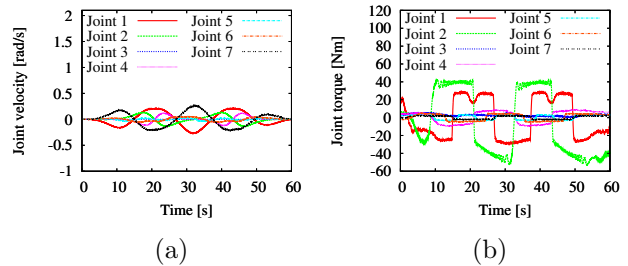 Joint 1
Joint 2
Joint 3
Joint 4
Joint 5
Joint 6
Joint 7
Joint velocity [rad/s]
2
1.5
1
0.5
0
-0.5
-1
0 10 20 30 40 50 60
Time [s]
(a)
Joint 1
Joint 2
Joint 3
Joint 4
Joint 5
Joint 6
Joint 7
Joint torque [Nm]
120
100
80
60
40
20
0
-20
-40
-60
0 10 20 30 40 50 60
Time [s]
(b)